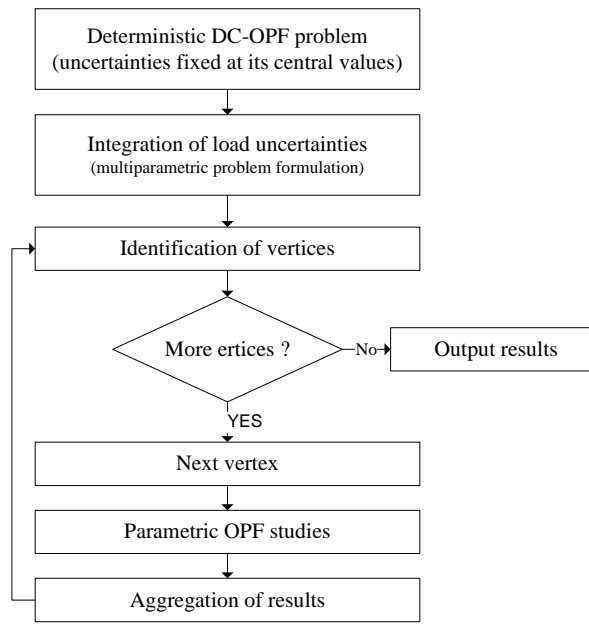 Deterministic DC-OPF problem
(uncertainties fixed at its central values)
Integration of load uncertainties
(multiparametric problem formulation)
Identification of vertices
More ertices ?
No
Output results
YES
Next vertex
Parametric OPF studies
Aggregation of results